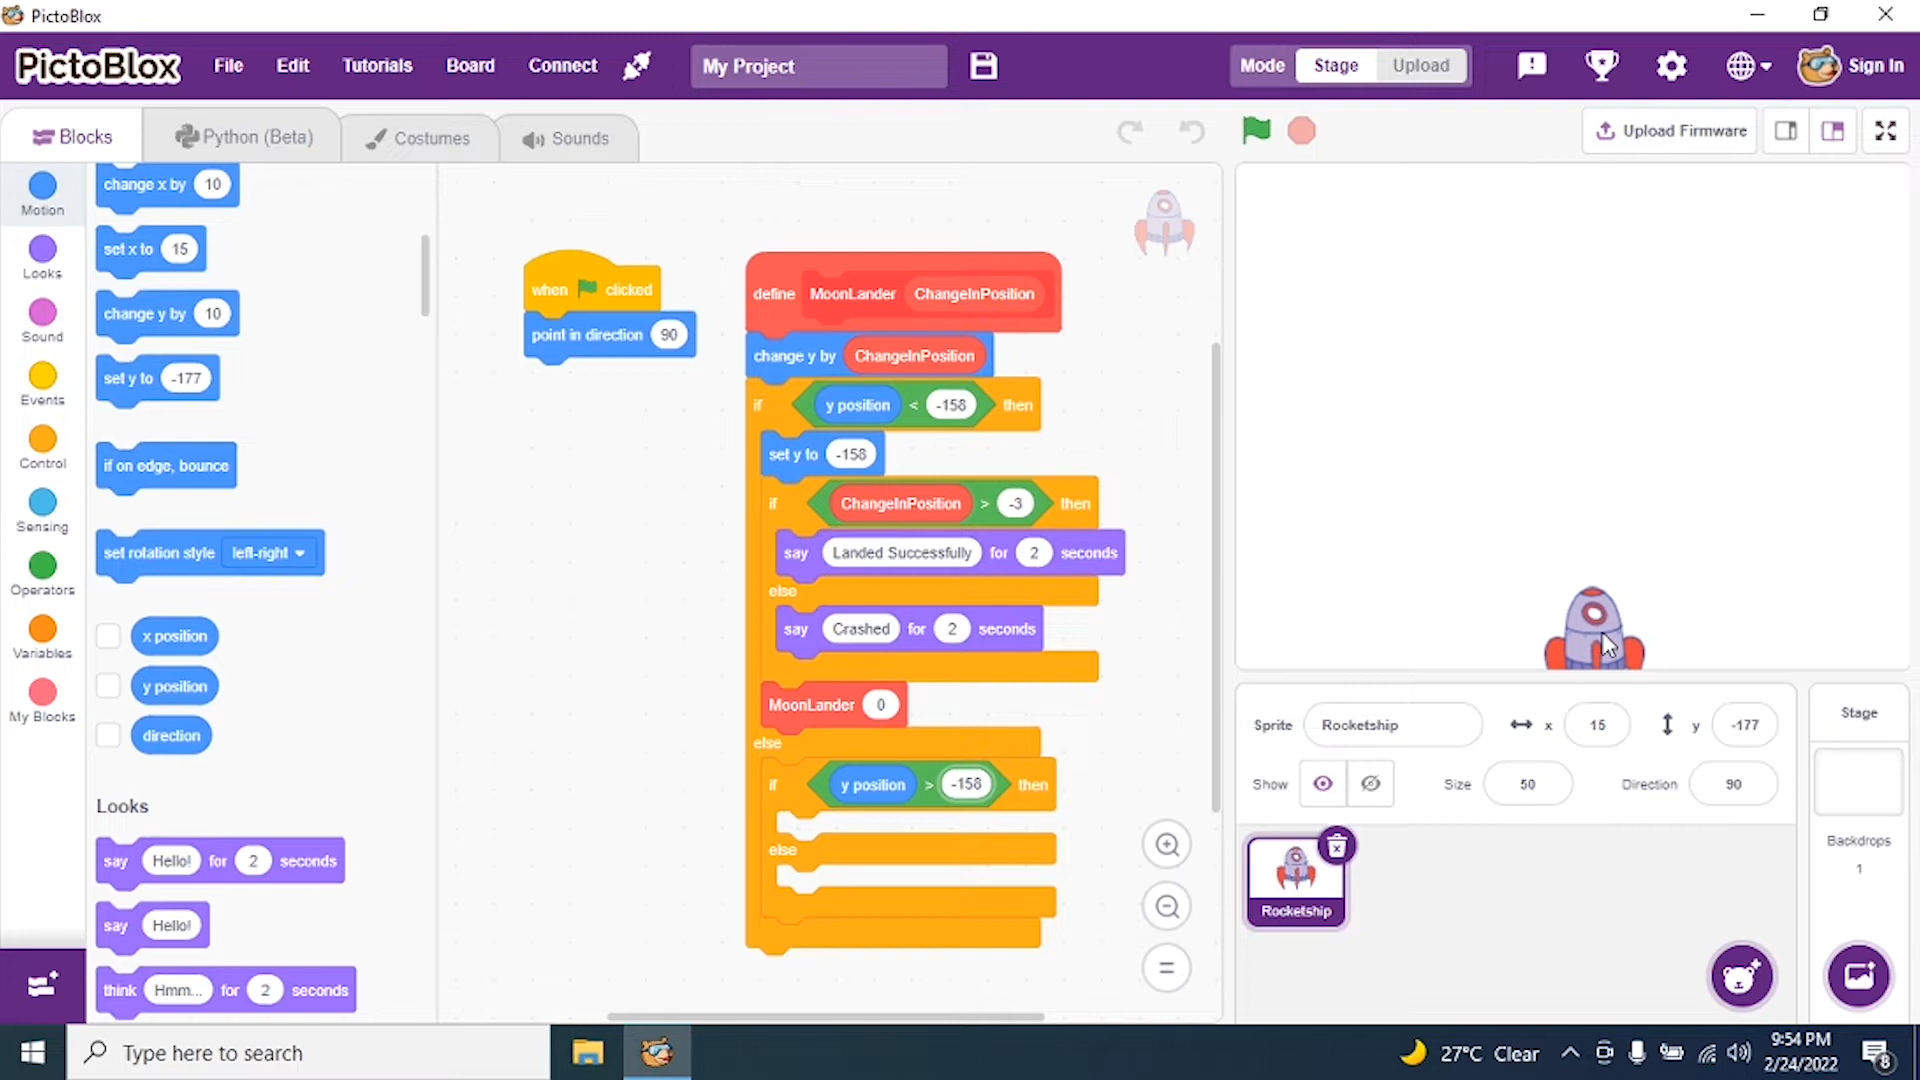 PictoBlox
PictoBlox File Edit Tutorials Board Connect My Project Mode Stage Upload Sign In
Blocks Python (Beta) Costumes Sounds Upload Firmware
Motion
Looks
Sound
Events
Control
Sensing
Operators
Variables
My Blocks
change x by 10
set x to 15
change y by 10
set y to -177
if on edge, bounce
set rotation style left-right
x position
y position
direction
Looks
say Hello! for 2 seconds
say Hello!
think Hmm... for 2 seconds
when clicked
point in direction 90
define MoonLander ChangeInPosition
change y by ChangeInPosition
if y position < -158 then
set y to -158
if ChangeInPosition > -3 then
say Landed Successfully for 2 seconds
else
say Crashed for 2 seconds
MoonLander 0
else
if y position > -158 then
else
Sprite Rocketship x 15 y -177
Show Size 50 Direction 90
Rocketship
Stage
Backdrops
1
Type here to search
27°C Clear
9:54 PM
2/24/2022
8